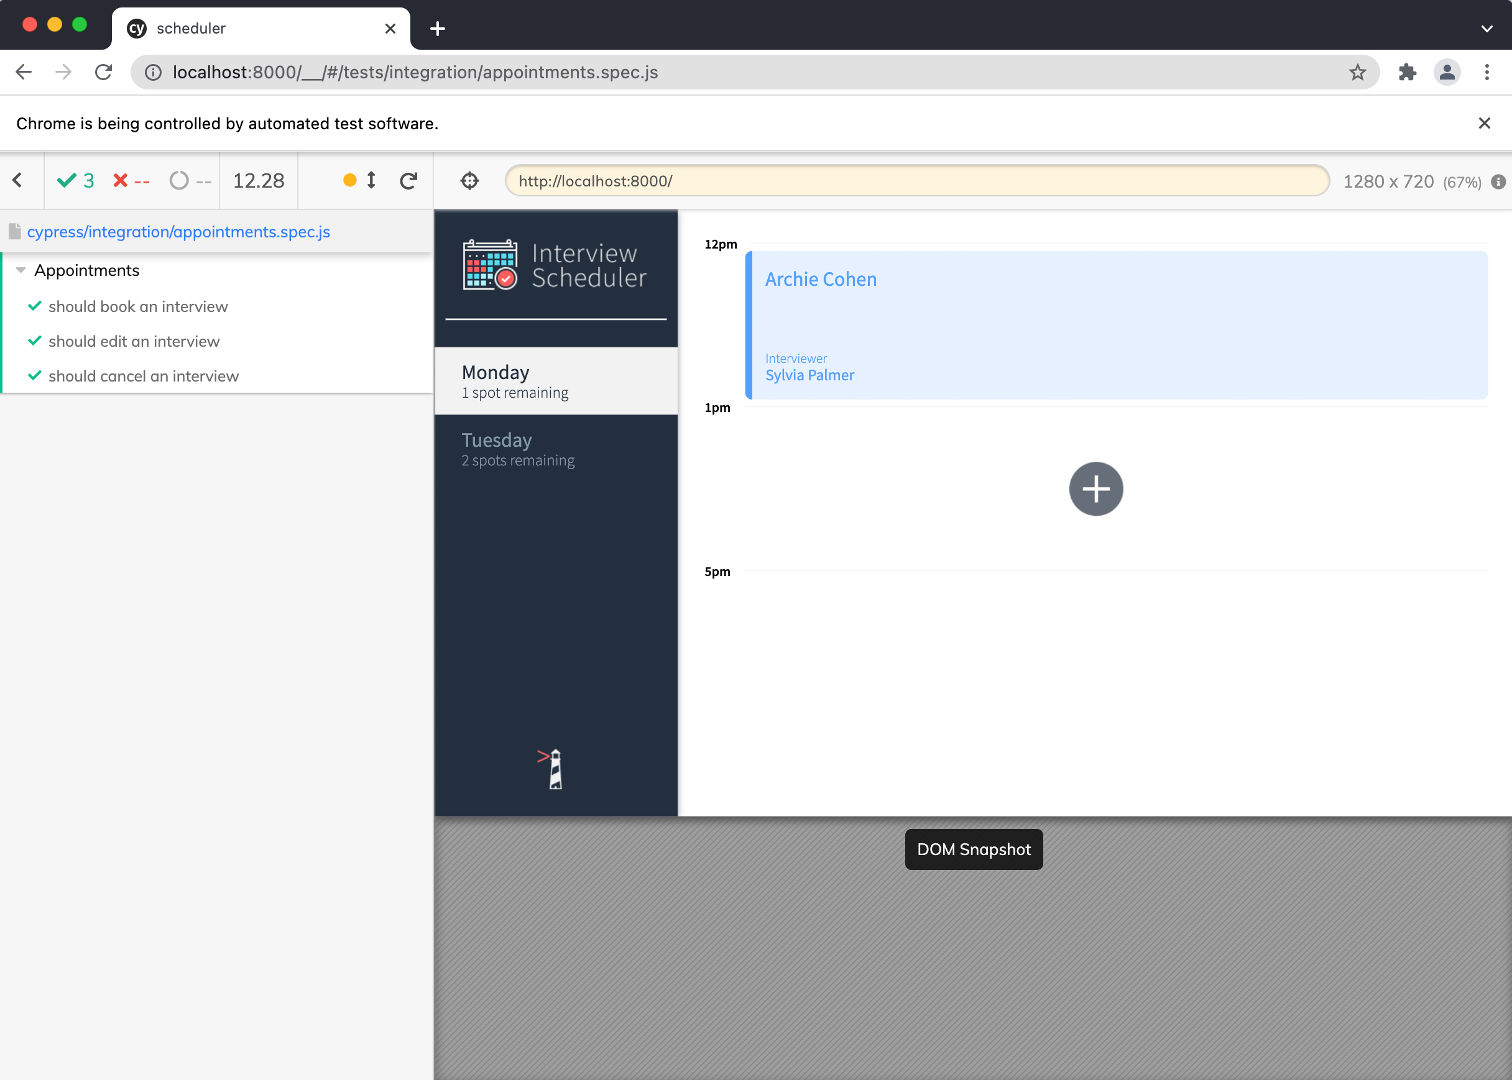 cy scheduler
localhost:8000/__/#/tests/integration/appointments.spec.js
Chrome is being controlled by automated test software.
3 -- -- 12.28
http://localhost:8000/ 1280 x 720 (67%)
cypress/integration/appointments.spec.js
Appointments
should book an interview
should edit an interview
should cancel an interview
Interview
Scheduler
Monday
1 spot remaining
Tuesday
2 spots remaining
12pm
Archie Cohen
Interviewer
Sylvia Palmer
1pm
5pm
DOM Snapshot